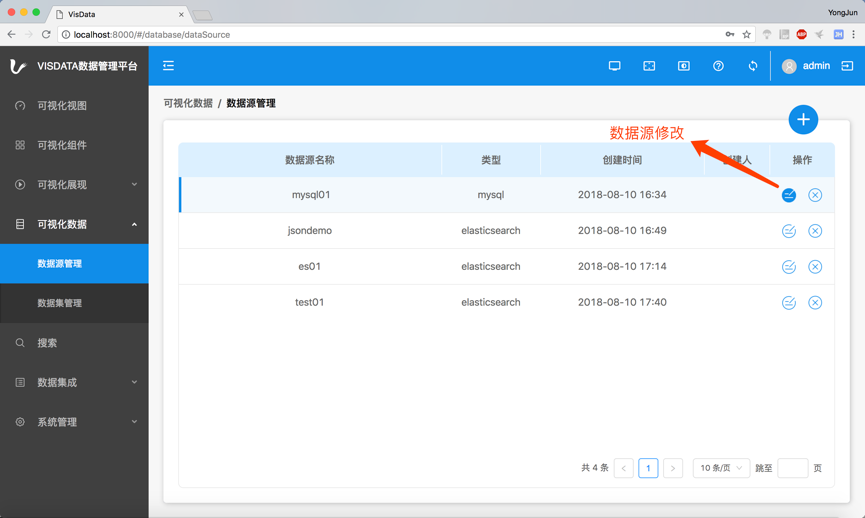 VisData
YongJun
localhost:8000/#/database/dataSource
ABP
JH
VISDATA数据管理平台
admin
可视化视图
可视化组件
可视化展现
可视化数据
数据源管理
数据集管理
搜索
数据集成
系统管理
可视化数据 / 数据源管理
数据源修改
数据源名称 类型 创建时间 建人 操作
mysql01 mysql 2018-08-10 16:34
jsondemo elasticsearch 2018-08-10 16:49
es01 elasticsearch 2018-08-10 17:14
test01 elasticsearch 2018-08-10 17:40
共 4 条 1 10 条/页 跳至 页